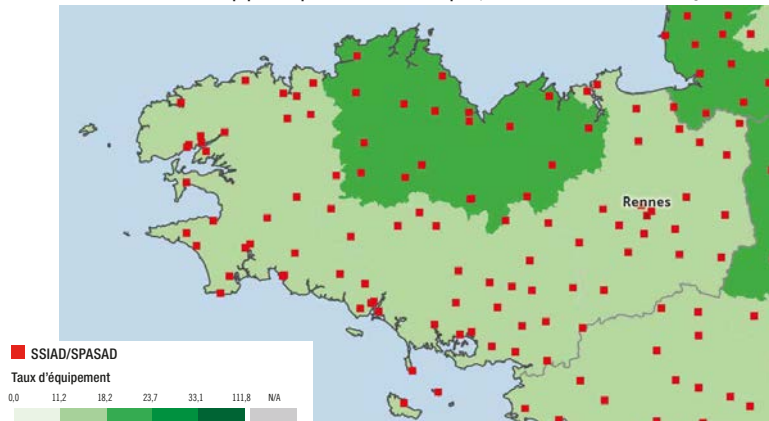 Rennes
SSIAD/SPASAD
Taux d'équipement
0,0 11,2 18,2 23,7 33,1 111,8 N/A